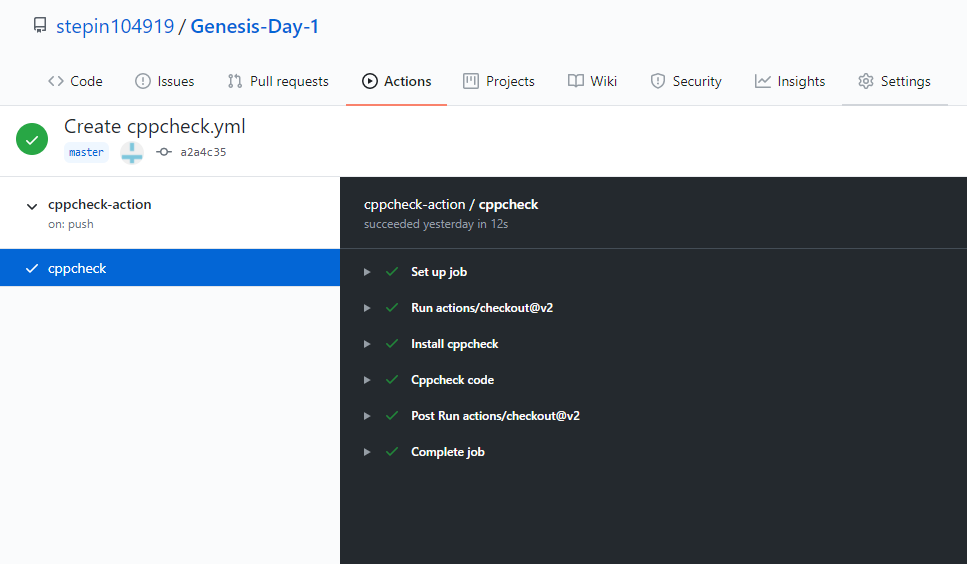 stepin104919 / Genesis-Day-1
Code Issues Pull requests Actions Projects Wiki Security Insights Settings
Create cppcheck.yml
master a2a4c35
cppcheck-action
on: push
cppcheck
cppcheck-action / cppcheck
succeeded yesterday in 12s
Set up job
Run actions/checkout@v2
Install cppcheck
Cppcheck code
Post Run actions/checkout@v2
Complete job